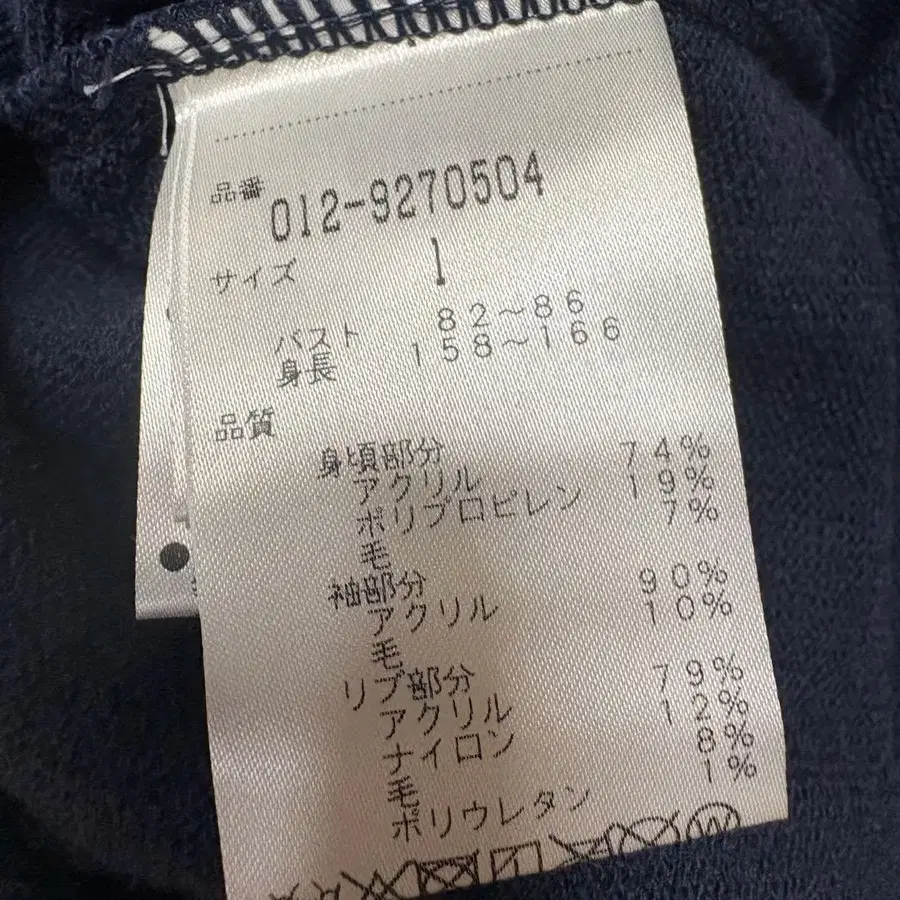 品番 012-9270504
サイズ 1
バスト 82～86
身長 158～166
品質
身頃部分
アクリル 74%
ポリプロピレン 19%
毛 7%
袖部分
アクリル 90%
毛 10%
リブ部分
アクリル 79%
ナイロン 12%
毛 8%
ポリウレタン 1%
W